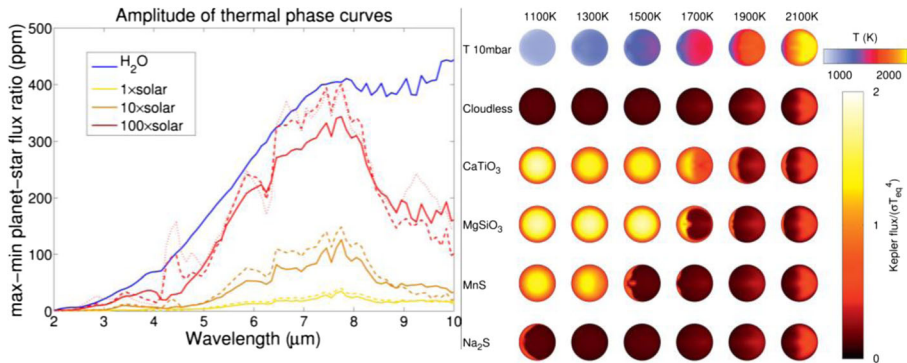 Amplitude of thermal phase curves
max−min planet−star flux ratio (ppm)
500
400
300
200
100
0
H₂O
1×solar
10×solar
100×solar
2 3 4 5 6 7 8 9 10
Wavelength (μm)
1100K 1300K 1500K 1700K 1900K 2100K
T 10mbar
Cloudless
CaTiO₃
MgSiO₃
MnS
Na₂S
T (K)
1000 2000
2
1
0
Kepler flux/(σT_eq⁴)